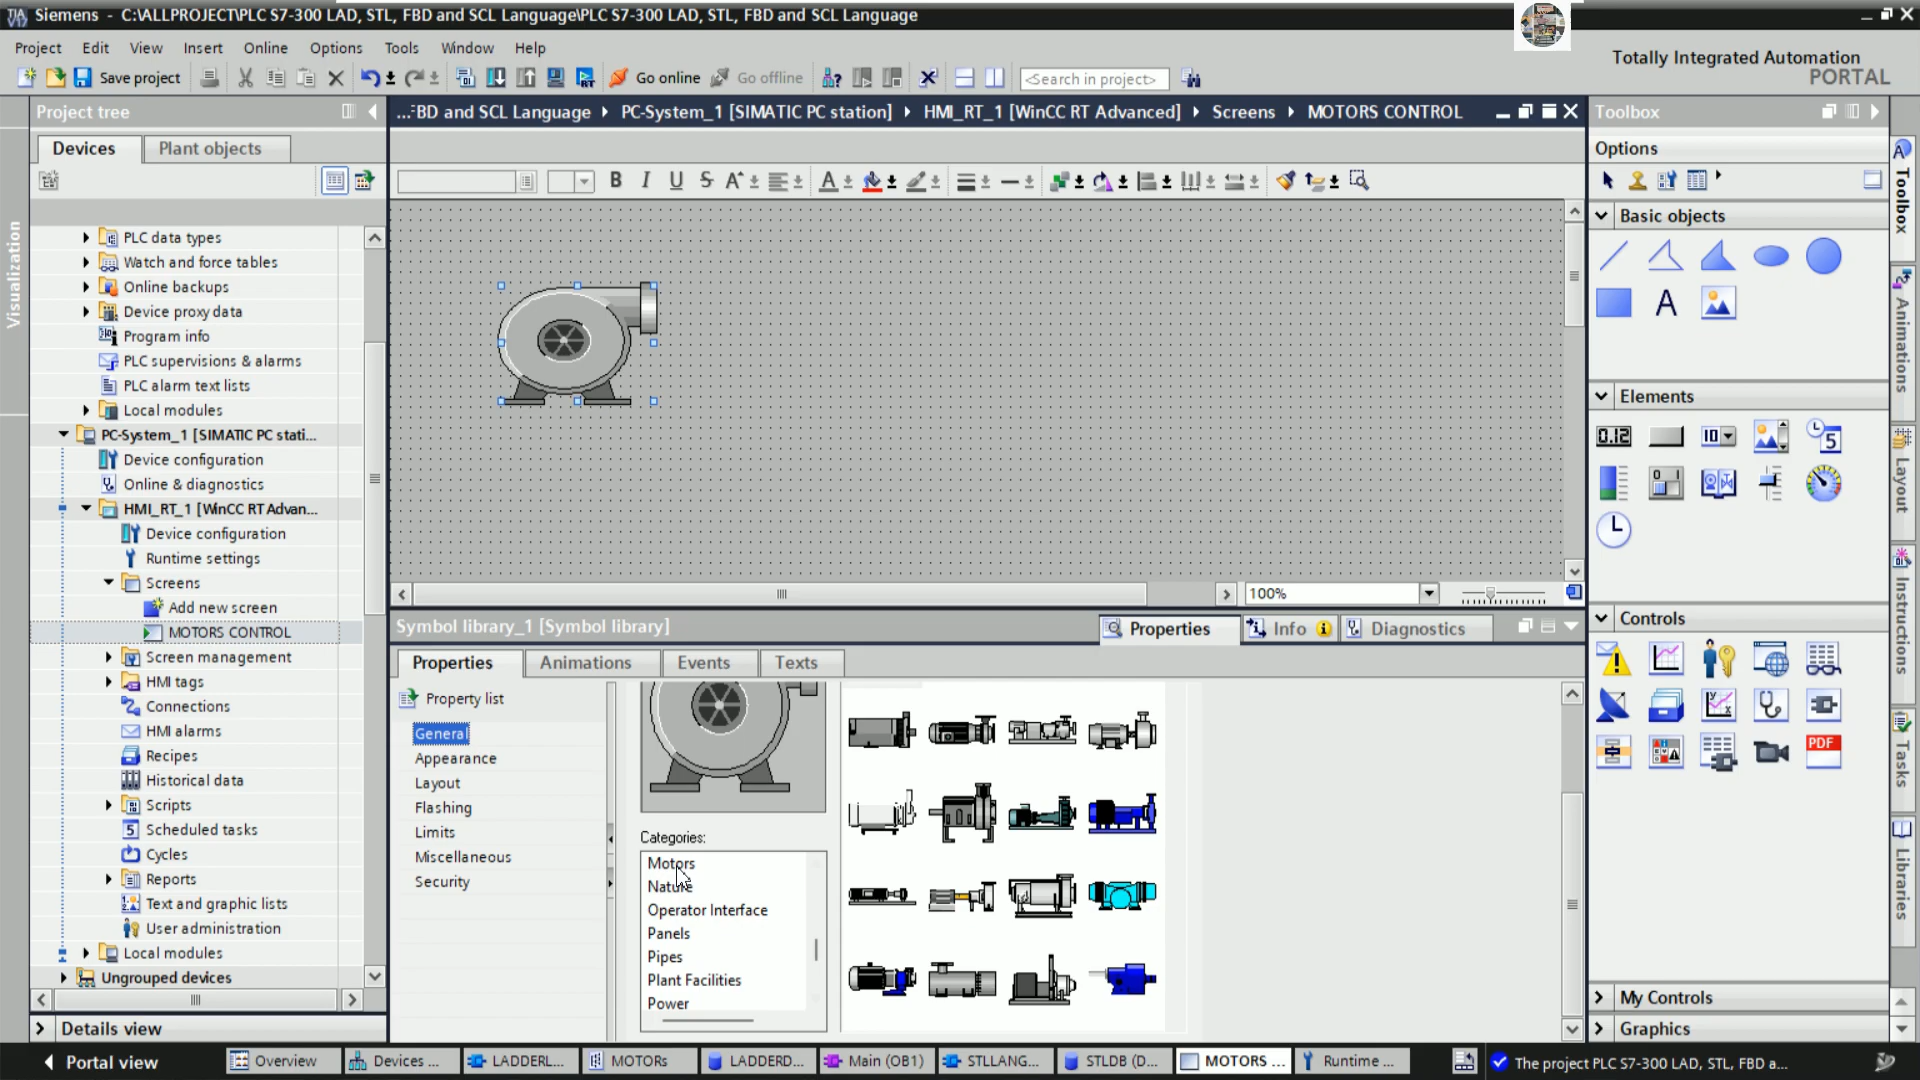 Siemens - C:\ALLPROJECT\PLC S7-300 LAD, STL, FBD and SCL Language\PLC S7-300 LAD, STL, FBD and SCL Language
Project Edit View Insert Online Options Tools Window Help
Totally Integrated Automation
PORTAL
Save project
Go online
Go offline
<Search in project>
Project tree
...FBD and SCL Language
PC-System_1 [SIMATIC PC station]
HMI_RT_1 [WinCC RT Advanced]
Screens
MOTORS CONTROL
Toolbox
Devices
Plant objects
Options
B I U S A A
Visualization
PLC data types
Watch and force tables
Online backups
Device proxy data
Program info
PLC supervisions & alarms
PLC alarm text lists
Local modules
PC-System_1 [SIMATIC PC stati...
Device configuration
Online & diagnostics
HMI_RT_1 [WinCC RT Advan...
Device configuration
Runtime settings
Screens
Add new screen
MOTORS CONTROL
Screen management
HMI tags
Connections
HMI alarms
Recipes
Historical data
Scripts
Scheduled tasks
Cycles
Reports
Text and graphic lists
User administration
Local modules
Ungrouped devices
Details view
100%
Symbol library_1 [Symbol library]
Properties
Info
Diagnostics
Properties
Animations
Events
Texts
Property list
General
Appearance
Layout
Flashing
Limits
Miscellaneous
Security
Categories:
Motors
Nature
Operator Interface
Panels
Pipes
Plant Facilities
Power
Basic objects
A
Elements
0.12
10
5
Controls
PDF
My Controls
Graphics
Toolbox
Animations
Layout
Instructions
Tasks
Libraries
Portal view
Overview
Devices ...
LADDERL...
MOTORs
LADDERD...
Main (OB1)
STLLANG...
STLDB (D...
MOTORS ...
Runtime ...
The project PLC S7-300 LAD, STL, FBD a...